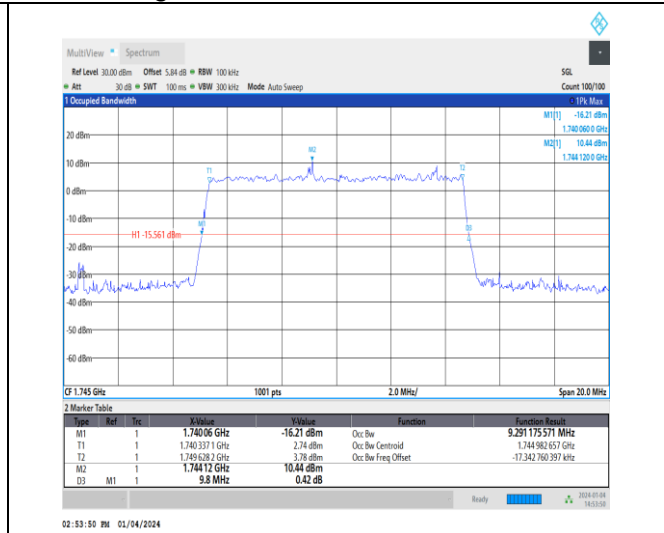 MultiView Spectrum
Ref Level 30.00 dBm Offset 5.84 dB RBW 100 kHz SGL
Att 30 dB SWT 100 ms VBW 300 kHz Mode Auto Sweep Count 100/100
1 Occupied Bandwidth 1Pk Max
M1[1] -16.21 dBm
1.740 060 0 GHz
M2[1] 10.44 dBm
1.744 120 0 GHz
20 dBm
M2
10 dBm
T1 T2
0 dBm
-10 dBm
M1 D3
H1 -15.561 dBm
-20 dBm
-30 dBm
-40 dBm
-50 dBm
-60 dBm
CF 1.745 GHz 1001 pts 2.0 MHz/ Span 20.0 MHz
2 Marker Table
Type Ref Trc X-Value Y-Value Function Function Result
M1 1 1.74006 GHz -16.21 dBm Occ Bw 9.291 175 571 MHz
T1 1 1.740 337 1 GHz 2.74 dBm Occ Bw Centroid 1.744 982 657 GHz
T2 1 1.749 628 2 GHz 3.78 dBm Occ Bw Freq Offset -17.342 760 397 kHz
M2 1 1.74412 GHz 10.44 dBm
D3 M1 1 9.8 MHz 0.42 dB
Ready 2024-01-04
14:53:50
02:53:50 PM 01/04/2024